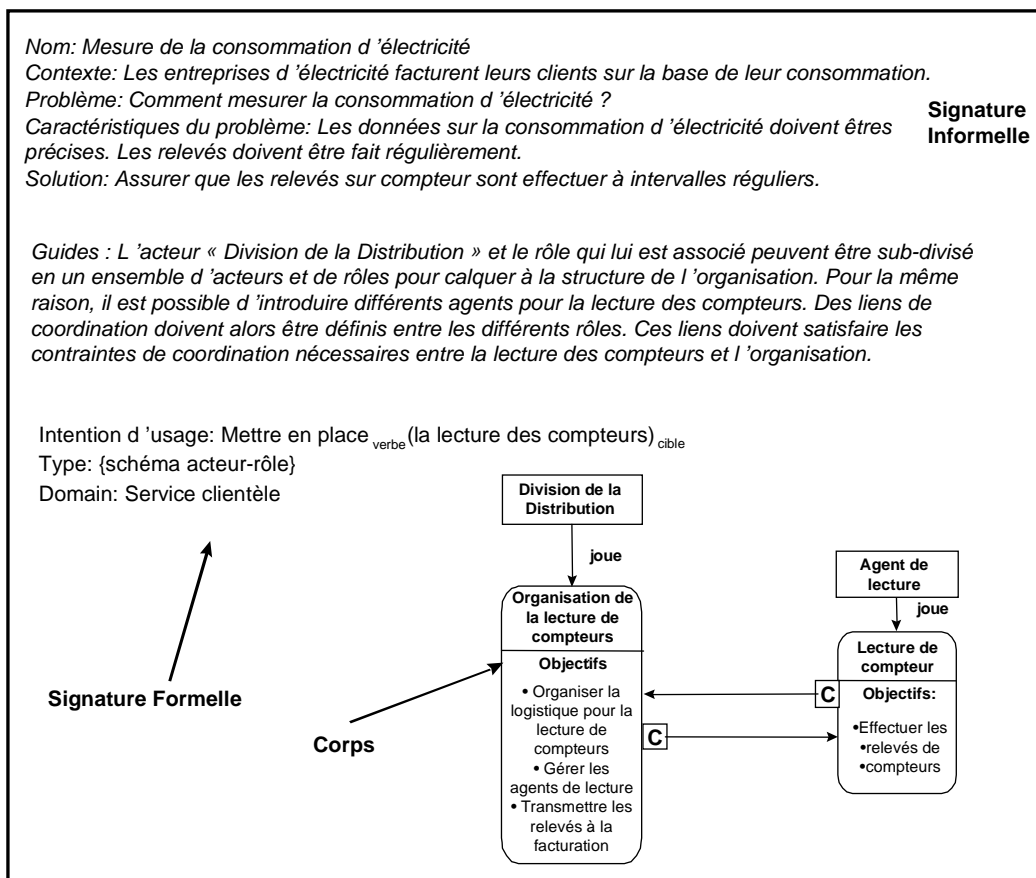 Nom: Mesure de la consommation d ’électricité
Contexte: Les entreprises d ’électricité facturent leurs clients sur la base de leur consommation.
Problème: Comment mesurer la consommation d ’électricité ?
Caractéristiques du problème: Les données sur la consommation d ’électricité doivent êtres
précises. Les relevés doivent être fait régulièrement.
Solution: Assurer que les relevés sur compteur sont effectuer à intervalles réguliers.
Signature
Informelle
Guides : L ’acteur « Division de la Distribution » et le rôle qui lui est associé peuvent être sub-divisé
en un ensemble d ’acteurs et de rôles pour calquer à la structure de l ’organisation. Pour la même
raison, il est possible d ’introduire différents agents pour la lecture des compteurs. Des liens de
coordination doivent alors être définis entre les différents rôles. Ces liens doivent satisfaire les
contraintes de coordination nécessaires entre la lecture des compteurs et l ’organisation.
Intention d ’usage: Mettre en place verbe (la lecture des compteurs) cible
Type: {schéma acteur-rôle}
Domain: Service clientèle
Signature Formelle
Corps
Division de la
Distribution
joue
Organisation de
la lecture de
compteurs
Objectifs
• Organiser la
logistique pour la
lecture de
compteurs
• Gérer les
agents de lecture
• Transmettre les
relevés à la
facturation
C
C
Agent de
lecture
joue
Lecture de
compteur
Objectifs:
•Effectuer les
•relevés de
•compteurs